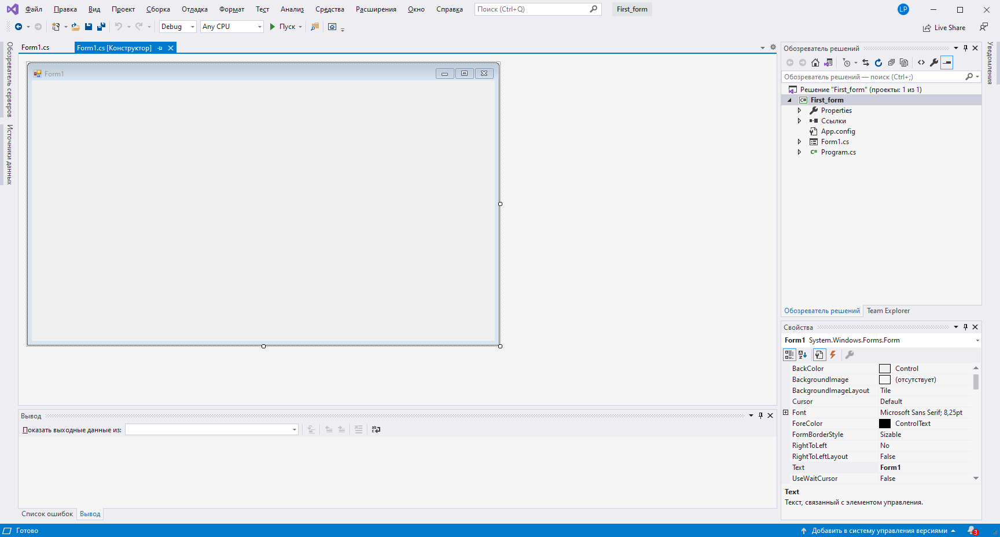 Файл Правка Вид Проект Сборка Отладка Формат Тест Анализ Средства Расширения Окно Справка Поиск (Ctrl+Q) First_form LP
Debug Any CPU Пуск Live Share
Обозреватель серверов
Источники данных
Form1.cs Form1.cs [Конструктор]
Form1
Вывод
Показать выходные данные из:
Список ошибок Вывод
Обозреватель решений
Обозреватель решений — поиск (Ctrl+;)
Решение "First_form" (проекты: 1 из 1)
C# First_form
Properties
Ссылки
App.config
Form1.cs
C# Program.cs
Обозреватель решений Team Explorer
Свойства
Form1 System.Windows.Forms.Form
BackColor Control
BackgroundImage (отсутствует)
BackgroundImageLayout Tile
Cursor Default
Font Microsoft Sans Serif; 8,25pt
ForeColor ControlText
FormBorderStyle Sizable
RightToLeft No
RightToLeftLayout False
Text Form1
UseWaitCursor False
Text
Текст, связанный с элементом управления.
Уведомления
Готово Добавить в систему управления версиями 3